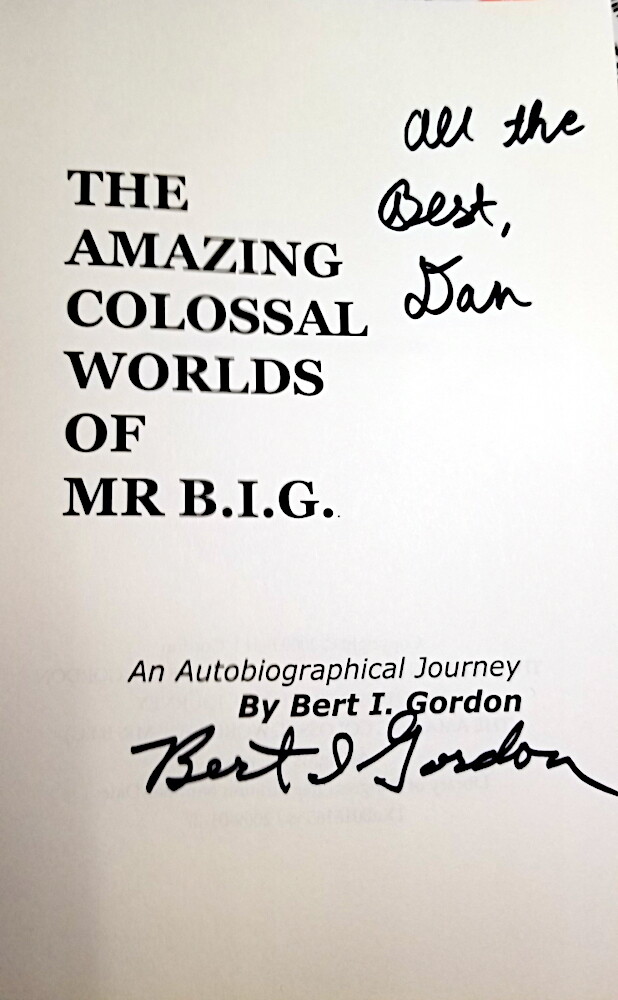 All the
Best,
Dan
THE
AMAZING
COLOSSAL
WORLDS
OF
MR B.I.G.
An Autobiographical Journey
By Bert I. Gordon
Bert I Gordon